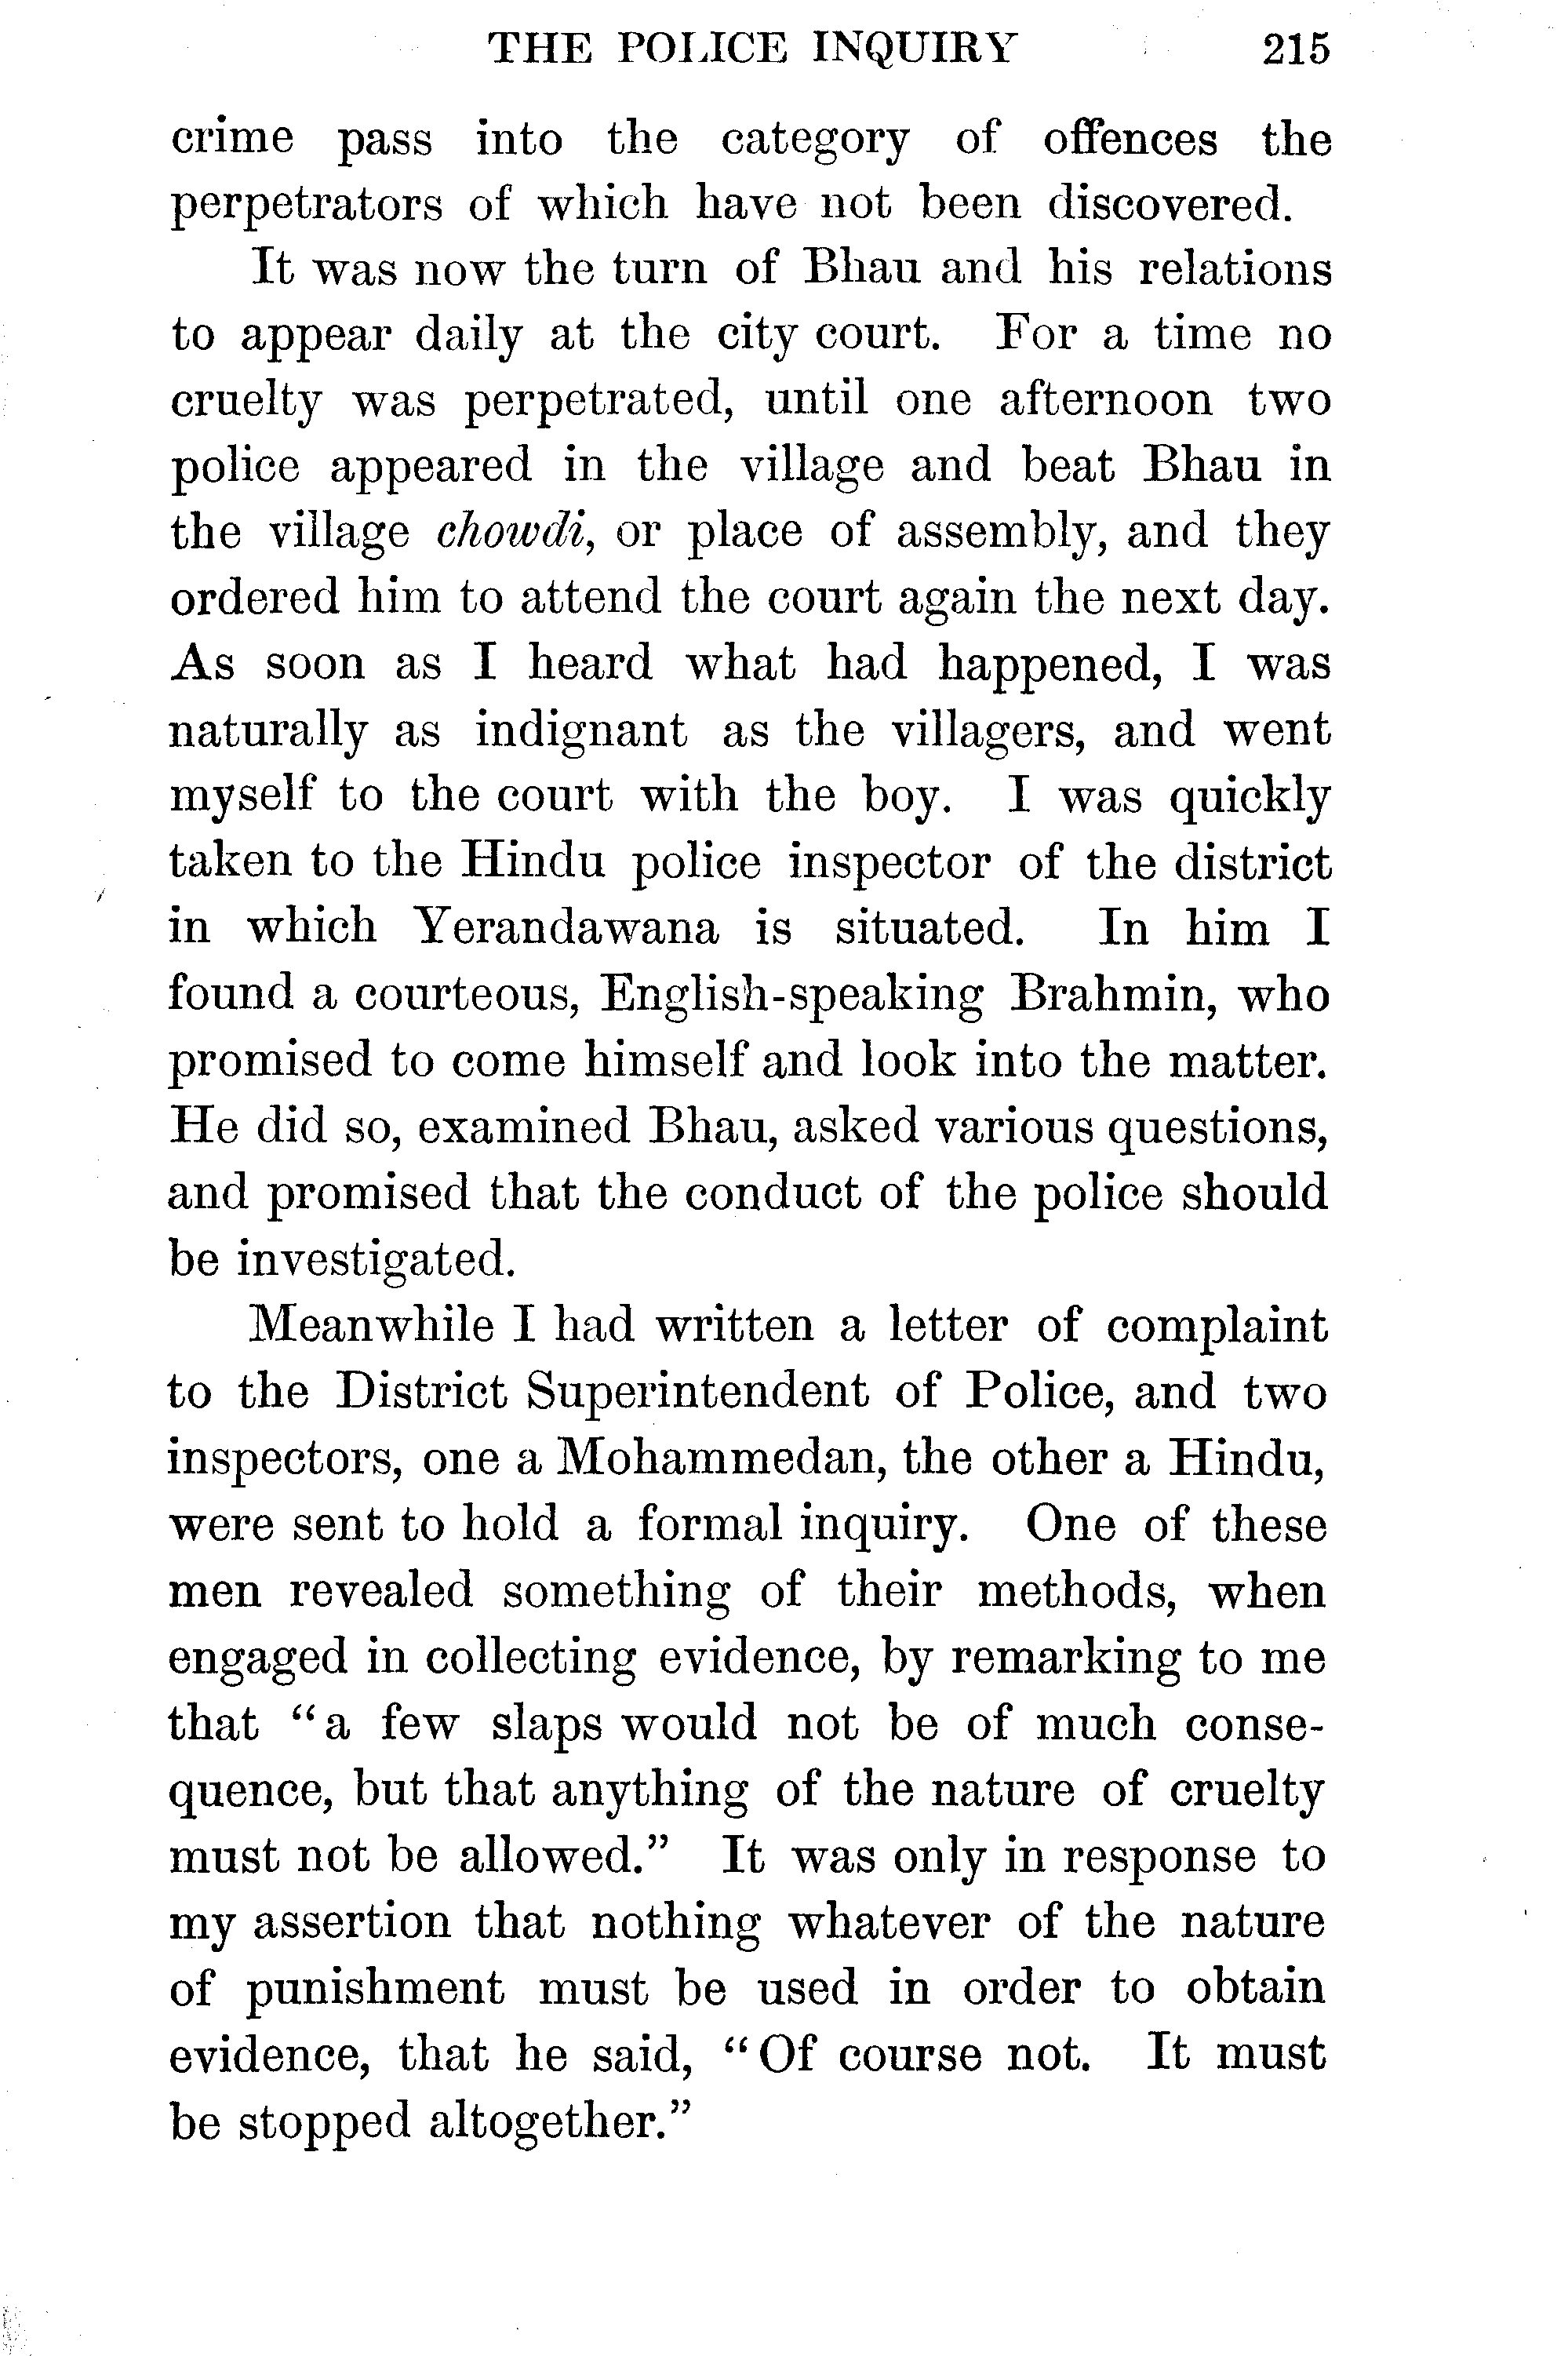 THE POLICE INQUIRY 215
crime pass into the category of offences the
perpetrators of which have not been discovered.
It was now the turn of Bhau and his relations
to appear daily at the city court. For a time no
cruelty was perpetrated, until one afternoon two
police appeared in the village and beat Bhau in
the village chowdi, or place of assembly, and they
ordered him to attend the court again the next day.
As soon as I heard what had happened, I was
naturally as indignant as the villagers, and went
myself to the court with the boy. I was quickly
taken to the Hindu police inspector of the district
in which Yerandawana is situated. In him I
found a courteous, English-speaking Brahmin, who
promised to come himself and look into the matter.
He did so, examined Bhau, asked various questions,
and promised that the conduct of the police should
be investigated.
Meanwhile I had written a letter of complaint
to the District Superintendent of Police, and two
inspectors, one a Mohammedan, the other a Hindu,
were sent to hold a formal inquiry. One of these
men revealed something of their methods, when
engaged in collecting evidence, by remarking to me
that "a few slaps would not be of much conse-
quence, but that anything of the nature of cruelty
must not be allowed." It was only in response to
my assertion that nothing whatever of the nature
of punishment must be used in order to obtain
evidence, that he said, "Of course not. It must
be stopped altogether."